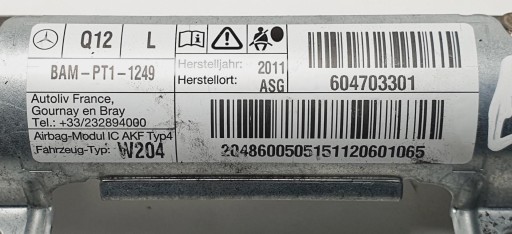 Q12 L
BAM-PT1-1249
Herstelljahr: 2011
Herstellort: ASG
604703301
Autoliv France,
Gournay en Bray
Tel.: +33/232894000
Airbag-Modul IC AKF Typ4
Fahrzeug-Typ: W204
2048600505151120601065